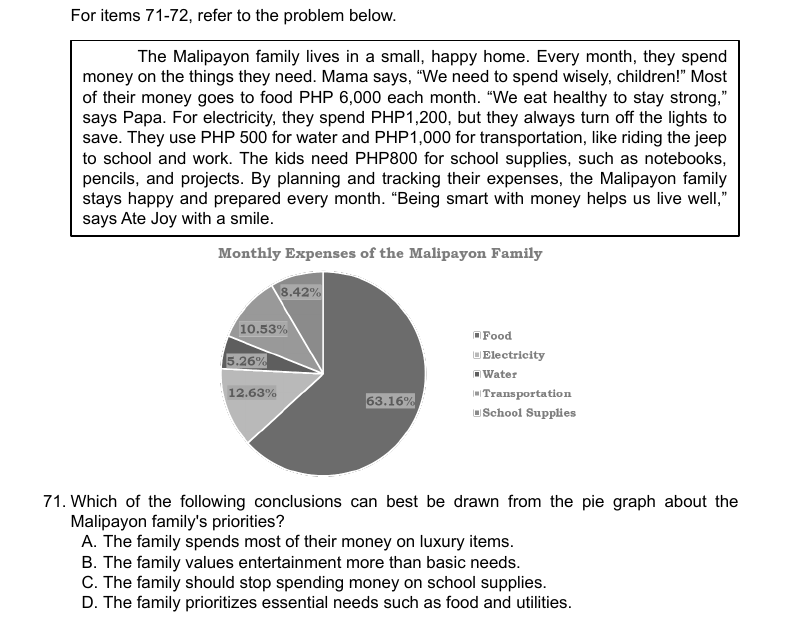 For items 71-72, refer to the problem below.
The Malipayon family lives in a small, happy home. Every month, they spend
money on the things they need. Mama says, “We need to spend wisely, children!” Most
of their money goes to food PHP 6,000 each month. “We eat healthy to stay strong,”
says Papa. For electricity, they spend PHP1,200, but they always turn off the lights to
save. They use PHP 500 for water and PHP1,000 for transportation, like riding the jeep
to school and work. The kids need PHP800 for school supplies, such as notebooks,
pencils, and projects. By planning and tracking their expenses, the Malipayon family
stays happy and prepared every month. “Being smart with money helps us live well,”
says Ate Joy with a smile.
Monthly Expenses of the Malipayon Family
8.42%
10.53%
5.26%
12.63%
63.16%
Food
Electricity
Water
Transportation
School Supplies
71. Which of the following conclusions can best be drawn from the pie graph about the
Malipayon family's priorities?
A. The family spends most of their money on luxury items.
B. The family values entertainment more than basic needs.
C. The family should stop spending money on school supplies.
D. The family prioritizes essential needs such as food and utilities.